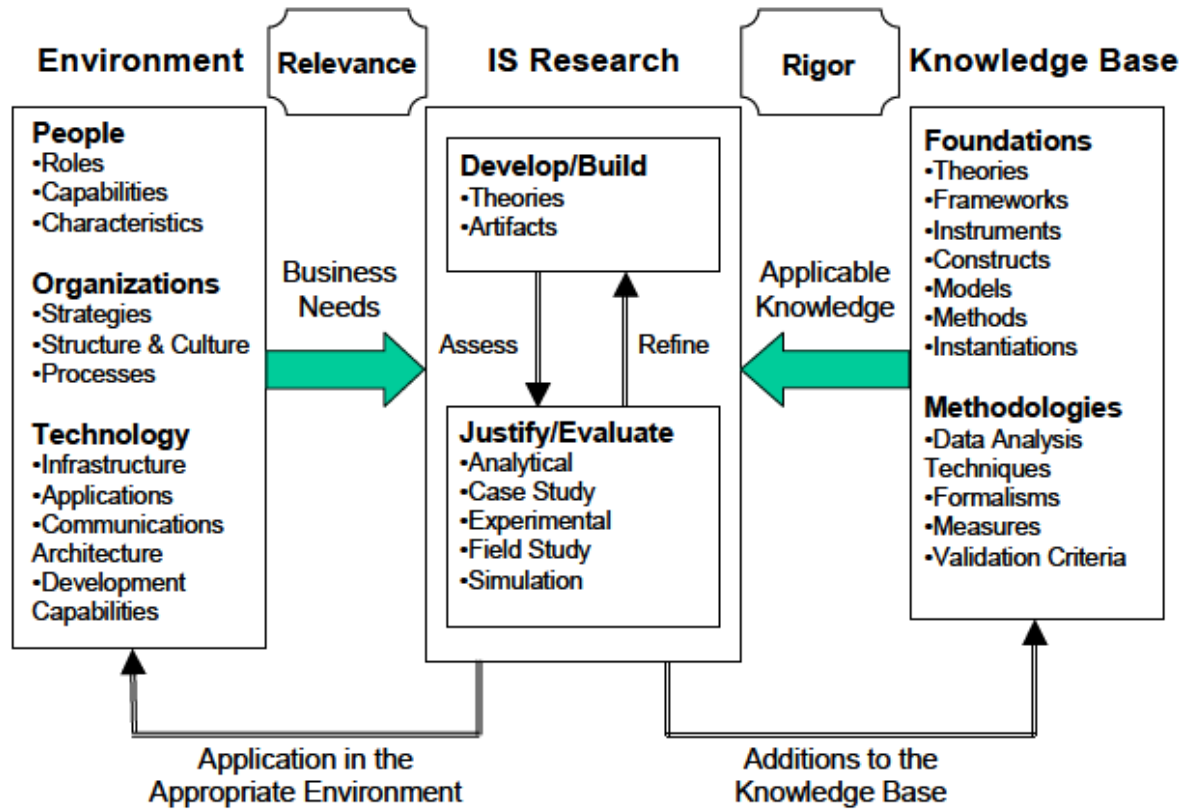 Environment
Relevance
IS Research
Rigor
Knowledge Base
People
•Roles
•Capabilities
•Characteristics
Organizations
•Strategies
•Structure & Culture
•Processes
Technology
•Infrastructure
•Applications
•Communications
Architecture
•Development
Capabilities
Business
Needs
Develop/Build
•Theories
•Artifacts
Assess
Refine
Justify/Evaluate
•Analytical
•Case Study
•Experimental
•Field Study
•Simulation
Applicable
Knowledge
Foundations
•Theories
•Frameworks
•Instruments
•Constructs
•Models
•Methods
•Instantiations
Methodologies
•Data Analysis
Techniques
•Formalisms
•Measures
•Validation Criteria
Application in the
Appropriate Environment
Additions to the
Knowledge Base